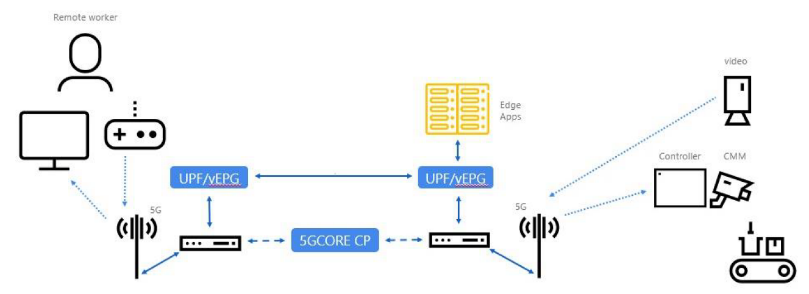 Remote worker
video
Edge
Apps
Controller
CMM
UPF/vEPG
UPF/vEPG
5G
5G
5GCORE CP